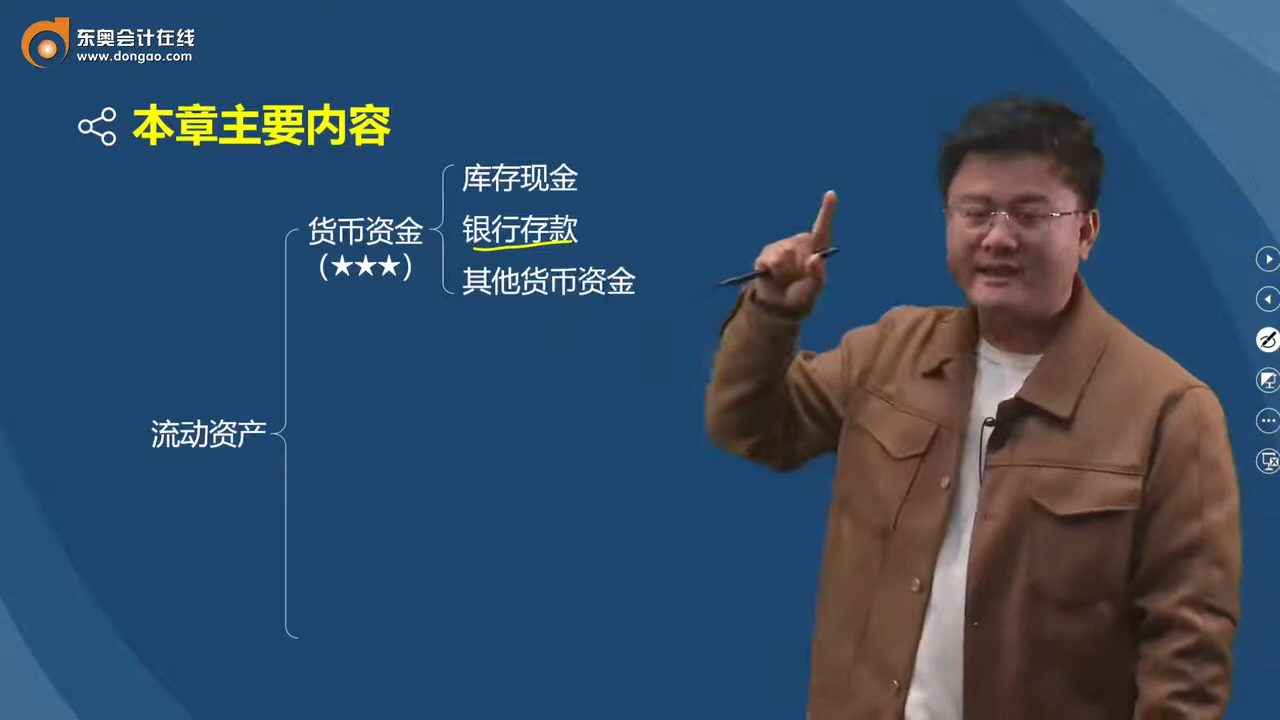 东奥会计在线
www.dongao.com
本章主要内容
库存现金
货币资金
银行存款
(★★★)
其他货币资金
流动资产